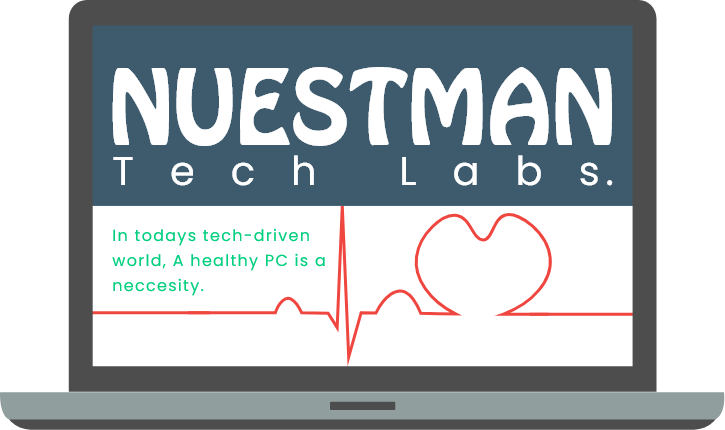 NUESTMAN
Tech Labs.
In todays tech-driven
world, A healthy PC is a
neccesity.